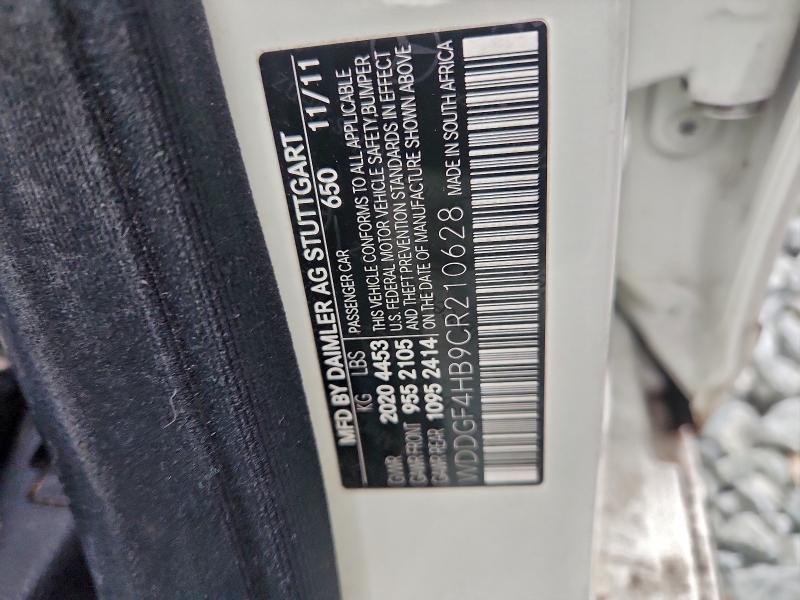 MFD BY DAIMLER AG STUTTGART
650 11/11
KG LBS PASSENGER CAR
GVWR 2020 4453
GAWR FRONT 955 2105
GAWR REAR 1095 2414
THIS VEHICLE CONFORMS TO ALL APPLICABLE
U.S. FEDERAL MOTOR VEHICLE SAFETY, BUMPER
AND THEFT PREVENTION STANDARDS IN EFFECT
ON THE DATE OF MANUFACTURE SHOWN ABOVE
WDDGF4HB9CR210628 MADE IN SOUTH AFRICA